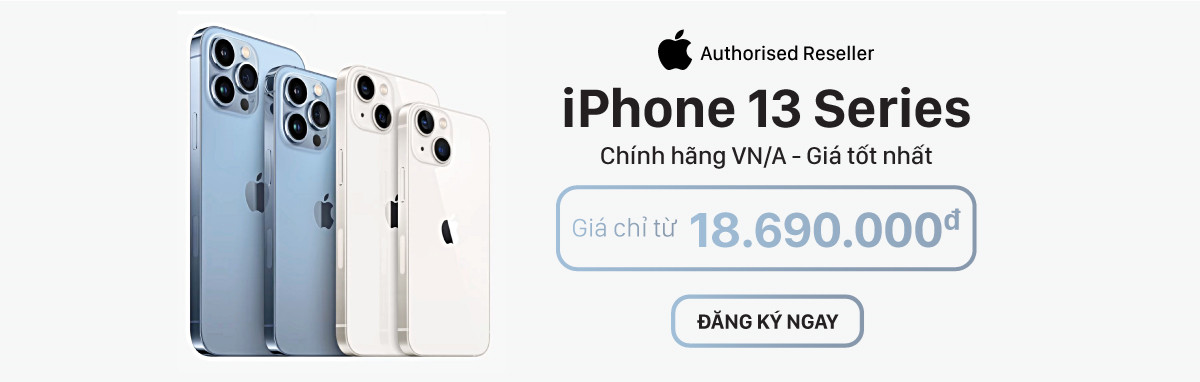 Authorised Reseller
iPhone 13 Series
Chính hãng VN/A - Giá tốt nhất
Giá chỉ từ 18.690.000đ
ĐĂNG KÝ NGAY